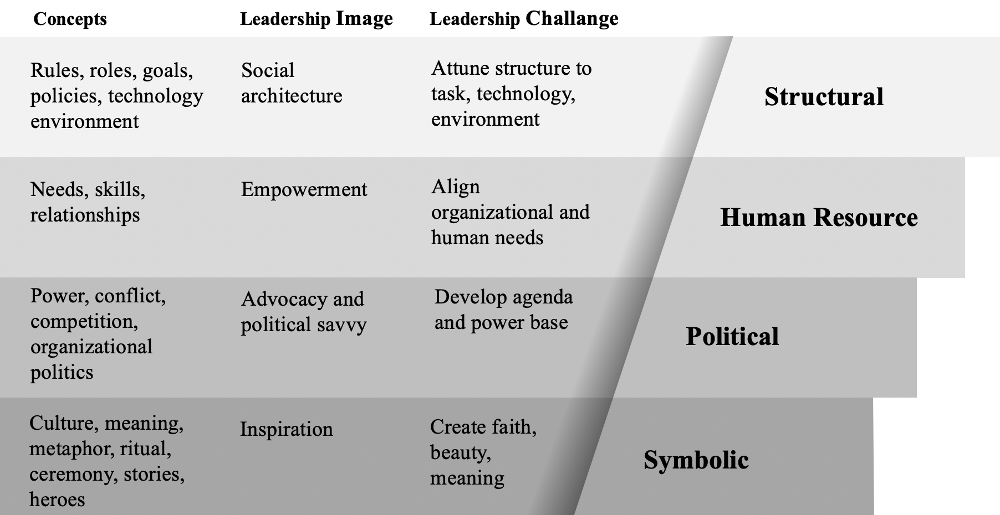 Concepts
Leadership Image
Leadership Challange
Rules, roles, goals,
policies, technology
environment
Social
architecture
Attune structure to
task, technology,
environment
Structural
Needs, skills,
relationships
Empowerment
Align
organizational and
human needs
Human Resource
Power, conflict,
competition,
organizational
politics
Advocacy and
political savvy
Develop agenda
and power base
Political
Culture, meaning,
metaphor, ritual,
ceremony, stories,
heroes
Inspiration
Create faith,
beauty,
meaning
Symbolic